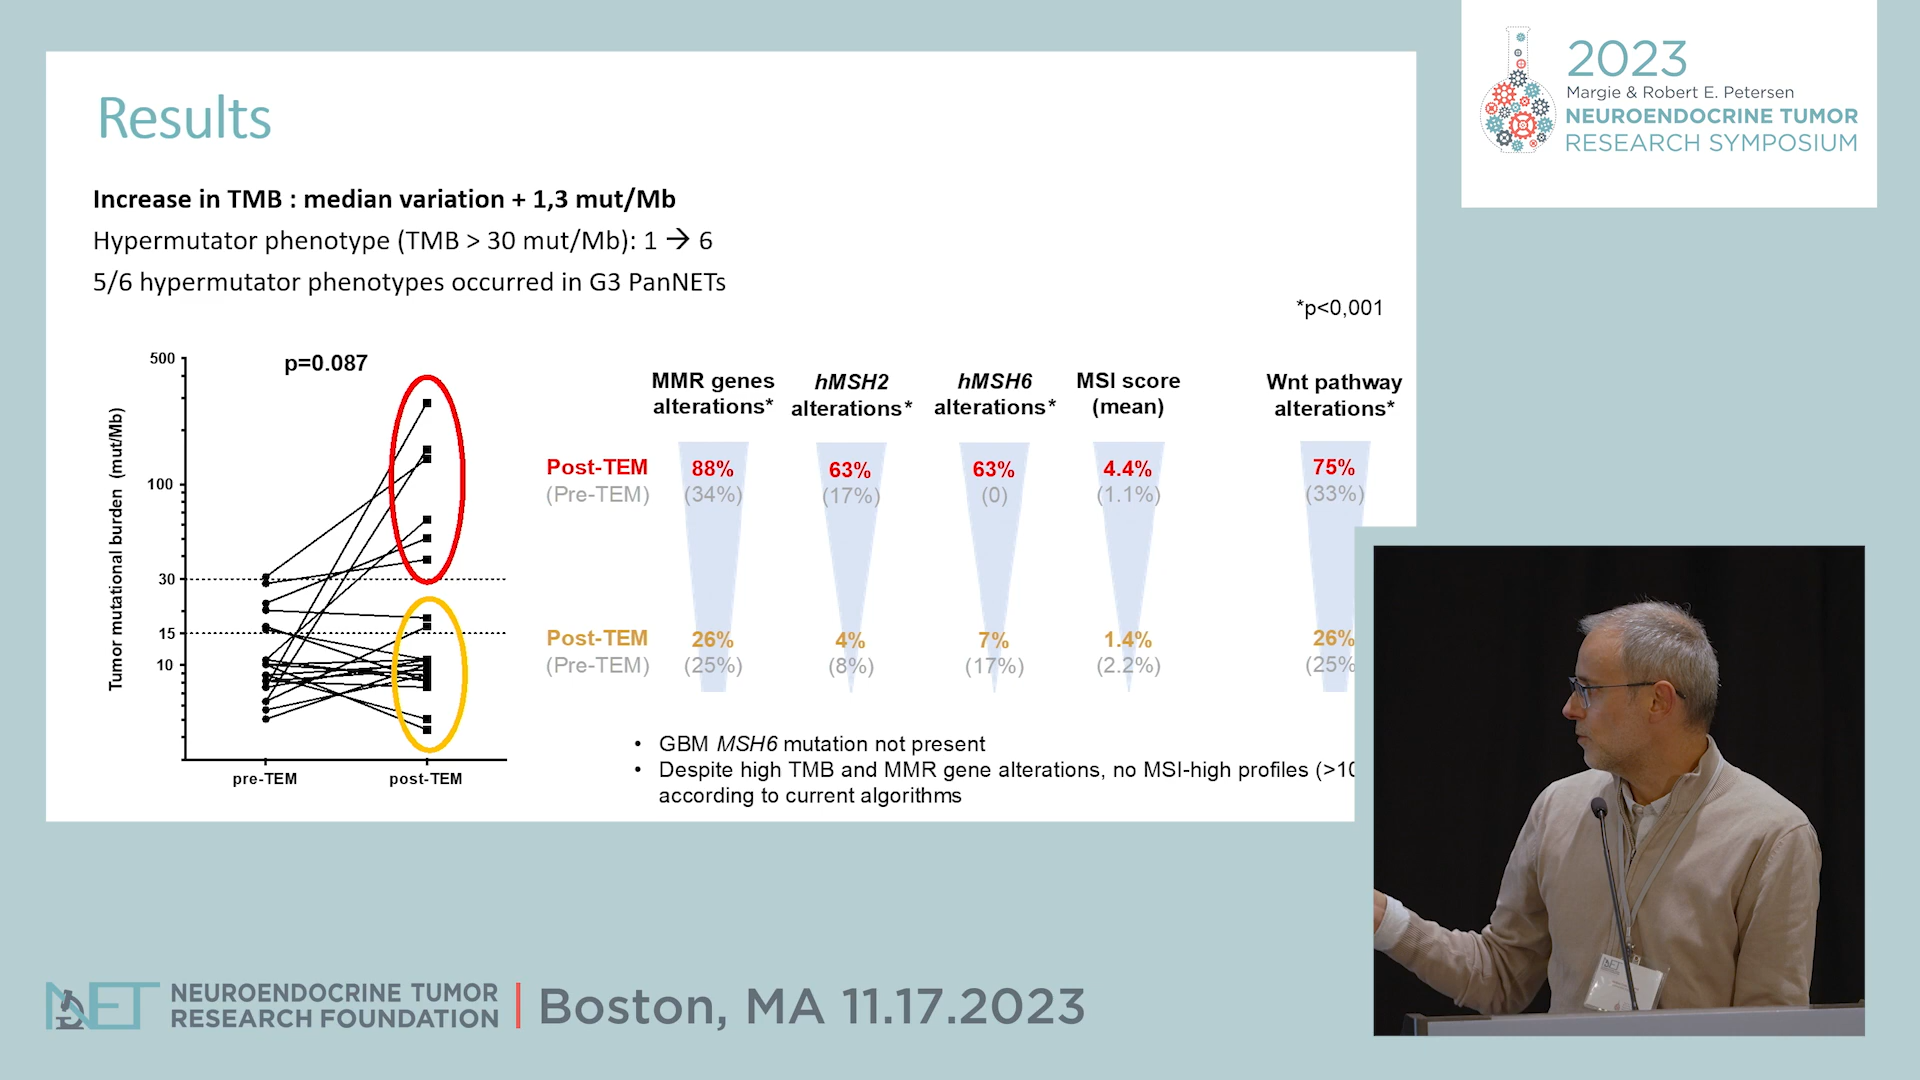 Results
Increase in TMB : median variation + 1,3 mut/Mb
Hypermutator phenotype (TMB > 30 mut/Mb): 1 → 6
5/6 hypermutator phenotypes occurred in G3 PanNETs
*p<0,001
p=0.087
Tumor mutational burden (mut/Mb)
500
100
30
15
10
pre-TEM
post-TEM
MMR genes
alterations*
hMSH2
alterations*
hMSH6
alterations*
MSI score
(mean)
Wnt pathway
alterations*
Post-TEM 88% 63% 63% 4.4% 75%
(Pre-TEM) (34%) (17%) (0) (1.1%) (33%)
Post-TEM 26% 4% 7% 1.4% 26%
(Pre-TEM) (25%) (8%) (17%) (2.2%) (25%
• GBM MSH6 mutation not present
• Despite high TMB and MMR gene alterations, no MSI-high profiles (>10
according to current algorithms
2023
Margie & Robert E. Petersen
NEUROENDOCRINE TUMOR
RESEARCH SYMPOSIUM
NET
NEUROENDOCRINE TUMOR
RESEARCH FOUNDATION
Boston, MA 11.17.2023